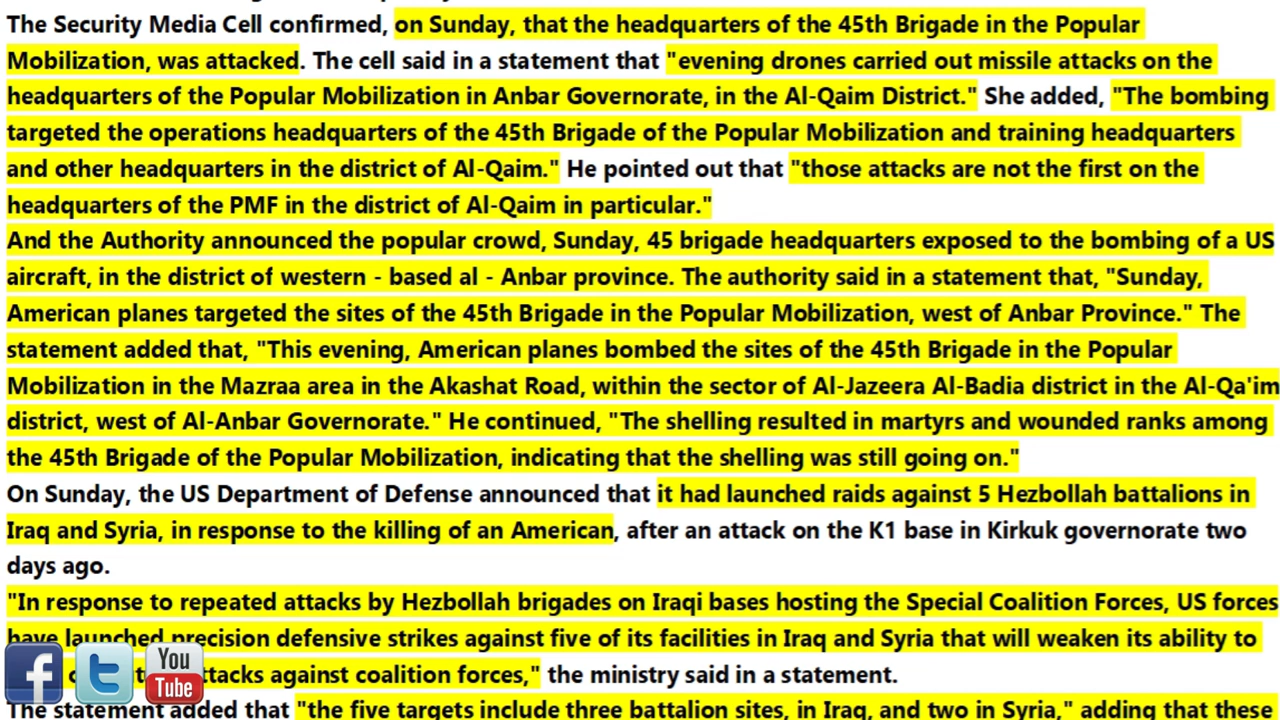 The Security Media Cell confirmed, on Sunday, that the headquarters of the 45th Brigade in the Popular
Mobilization, was attacked. The cell said in a statement that "evening drones carried out missile attacks on the
headquarters of the Popular Mobilization in Anbar Governorate, in the Al-Qaim District." She added, "The bombing
targeted the operations headquarters of the 45th Brigade of the Popular Mobilization and training headquarters
and other headquarters in the district of Al-Qaim." He pointed out that "those attacks are not the first on the
headquarters of the PMF in the district of Al-Qaim in particular."
And the Authority announced the popular crowd, Sunday, 45 brigade headquarters exposed to the bombing of a US
aircraft, in the district of western - based al - Anbar province. The authority said in a statement that, "Sunday,
American planes targeted the sites of the 45th Brigade in the Popular Mobilization, west of Anbar Province." The
statement added that, "This evening, American planes bombed the sites of the 45th Brigade in the Popular
Mobilization in the Mazraa area in the Akashat Road, within the sector of Al-Jazeera Al-Badia district in the Al-Qa'im
district, west of Al-Anbar Governorate." He continued, "The shelling resulted in martyrs and wounded ranks among
the 45th Brigade of the Popular Mobilization, indicating that the shelling was still going on."
On Sunday, the US Department of Defense announced that it had launched raids against 5 Hezbollah battalions in
Iraq and Syria, in response to the killing of an American, after an attack on the K1 base in Kirkuk governorate two
days ago.
"In response to repeated attacks by Hezbollah brigades on Iraqi bases hosting the Special Coalition Forces, US forces
have launched precision defensive strikes against five of its facilities in Iraq and Syria that will weaken its ability to
attacks against coalition forces," the ministry said in a statement.
The statement added that "the five targets include three battalion sites, in Iraq, and two in Syria," adding that these
f
t
You
Tube